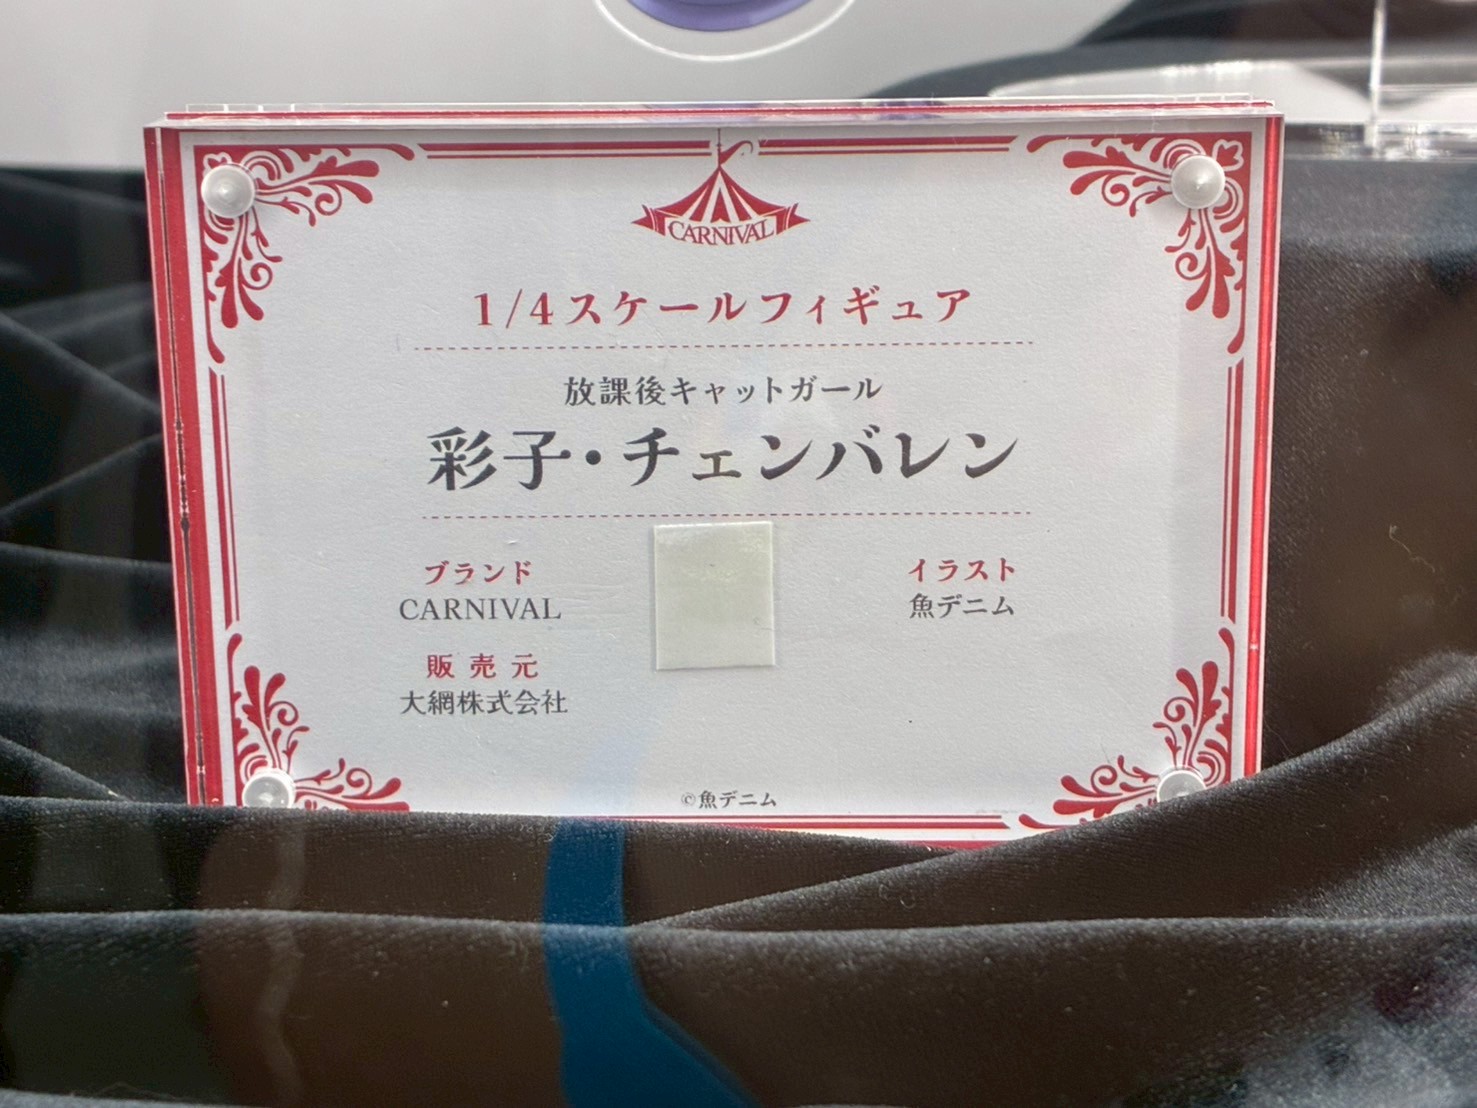 CARNIVAL
1/4スケールフィギュア
放課後キャットガール
彩子・チェンバレン
ブランド
CARNIVAL
イラスト
魚デニム
販売元
大網株式会社
©魚デニム